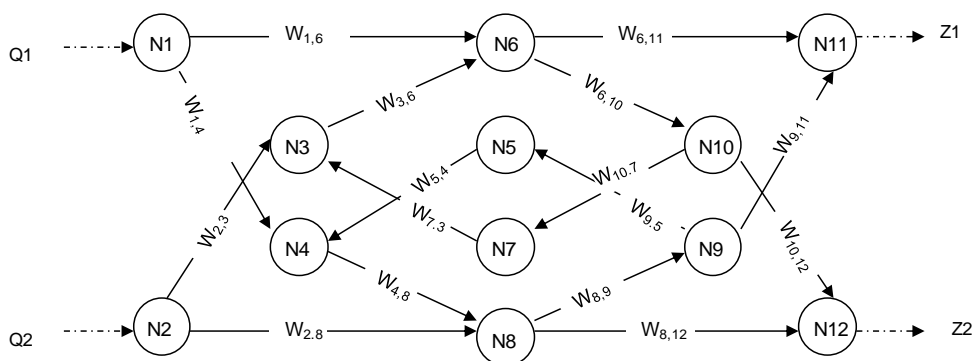 N1 W1,6 N6 W6,11 N11 Z1
Q1
W1,4 W3,6 W6,10 W9,11
N3 N5 N10
W2,3 W5,4 W10.7
W7.3 W9.5
N4 N7 N9 W10,12
W4,8 W8,9
Q2 N2 W2.8 N8 W8,12 N12 Z2